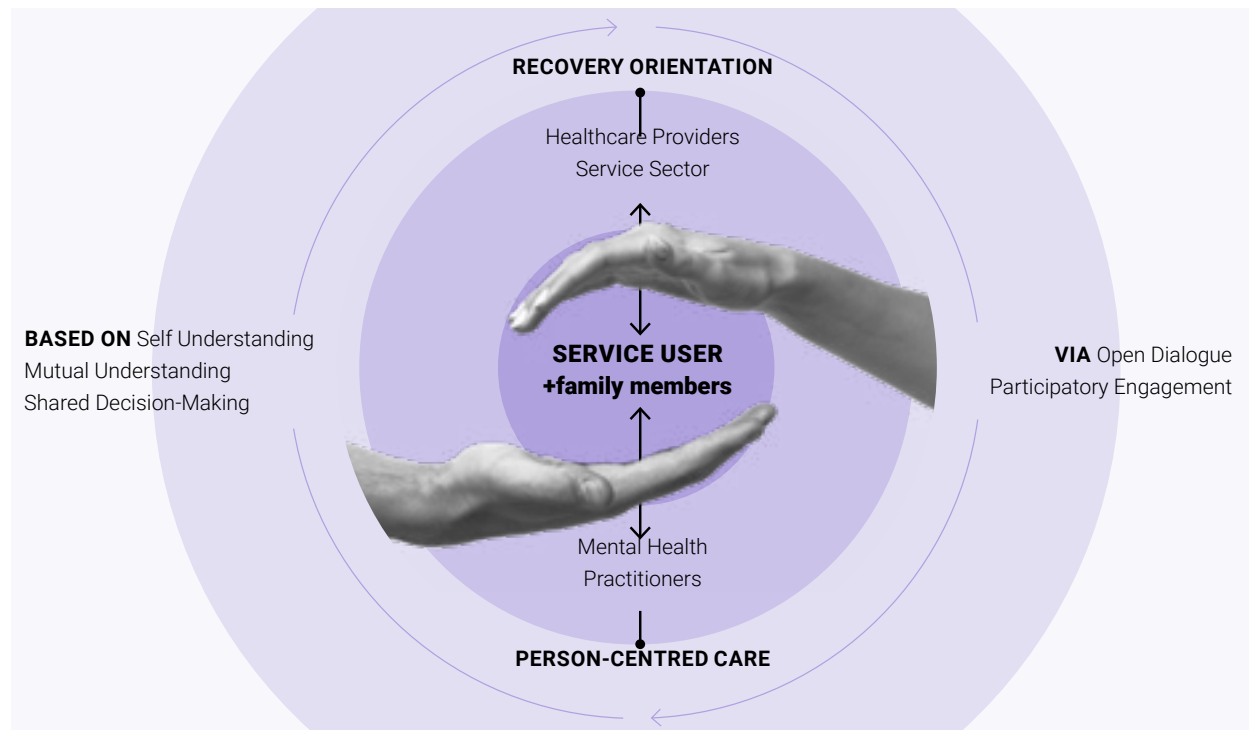 RECOVERY ORIENTATION
Healthcare Providers
Service Sector
BASED ON Self Understanding
Mutual Understanding
Shared Decision-Making
SERVICE USER
+family members
VIA Open Dialogue
Participatory Engagement
Mental Health
Practitioners
PERSON-CENTRED CARE